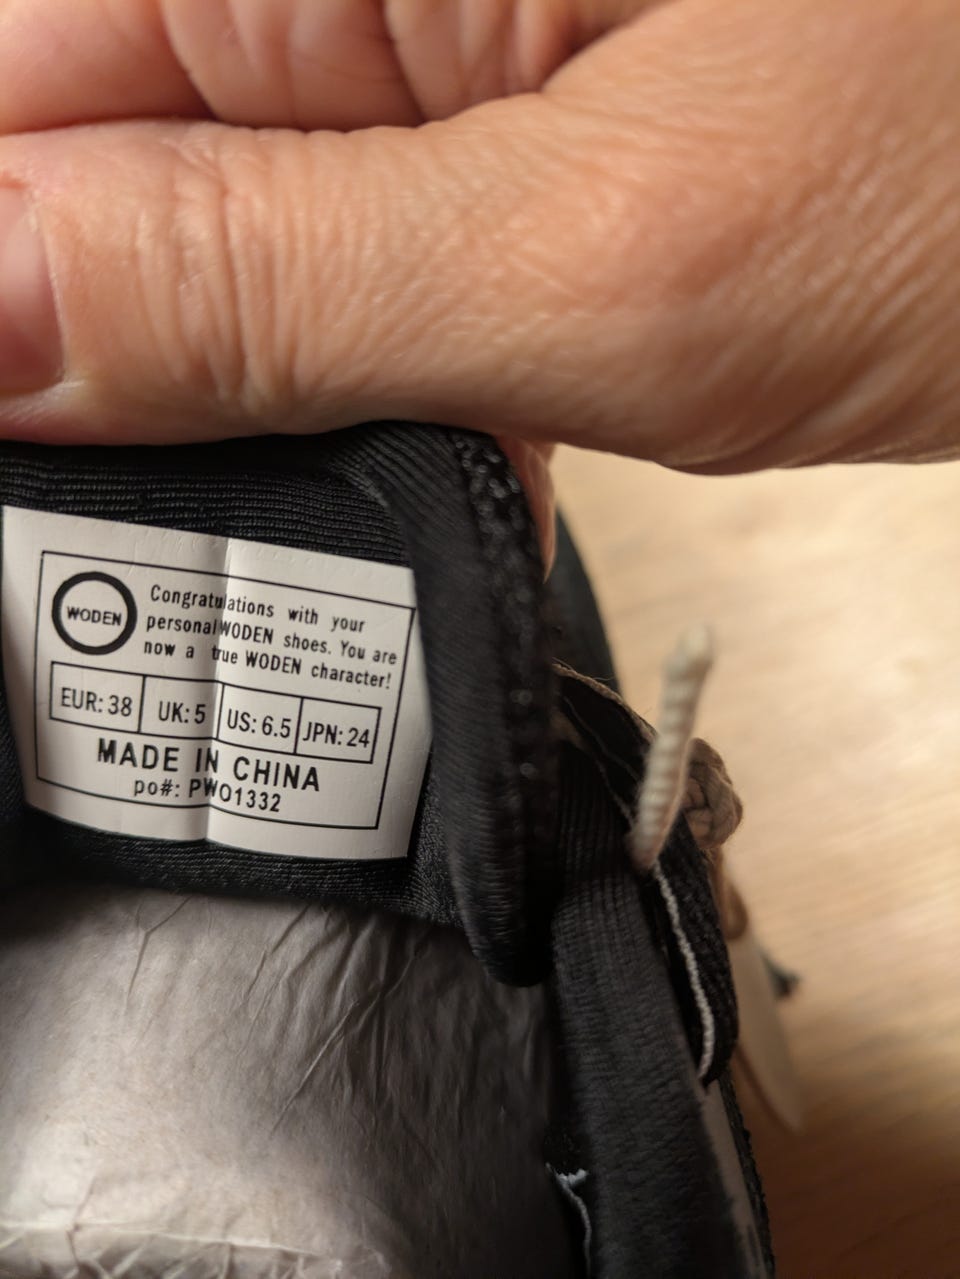 WODEN
Congratulations with your
personal WODEN shoes. You are
now a true WODEN character!
EUR: 38 UK: 5 US: 6.5 JPN: 24
MADE IN CHINA
po#: PWO1332